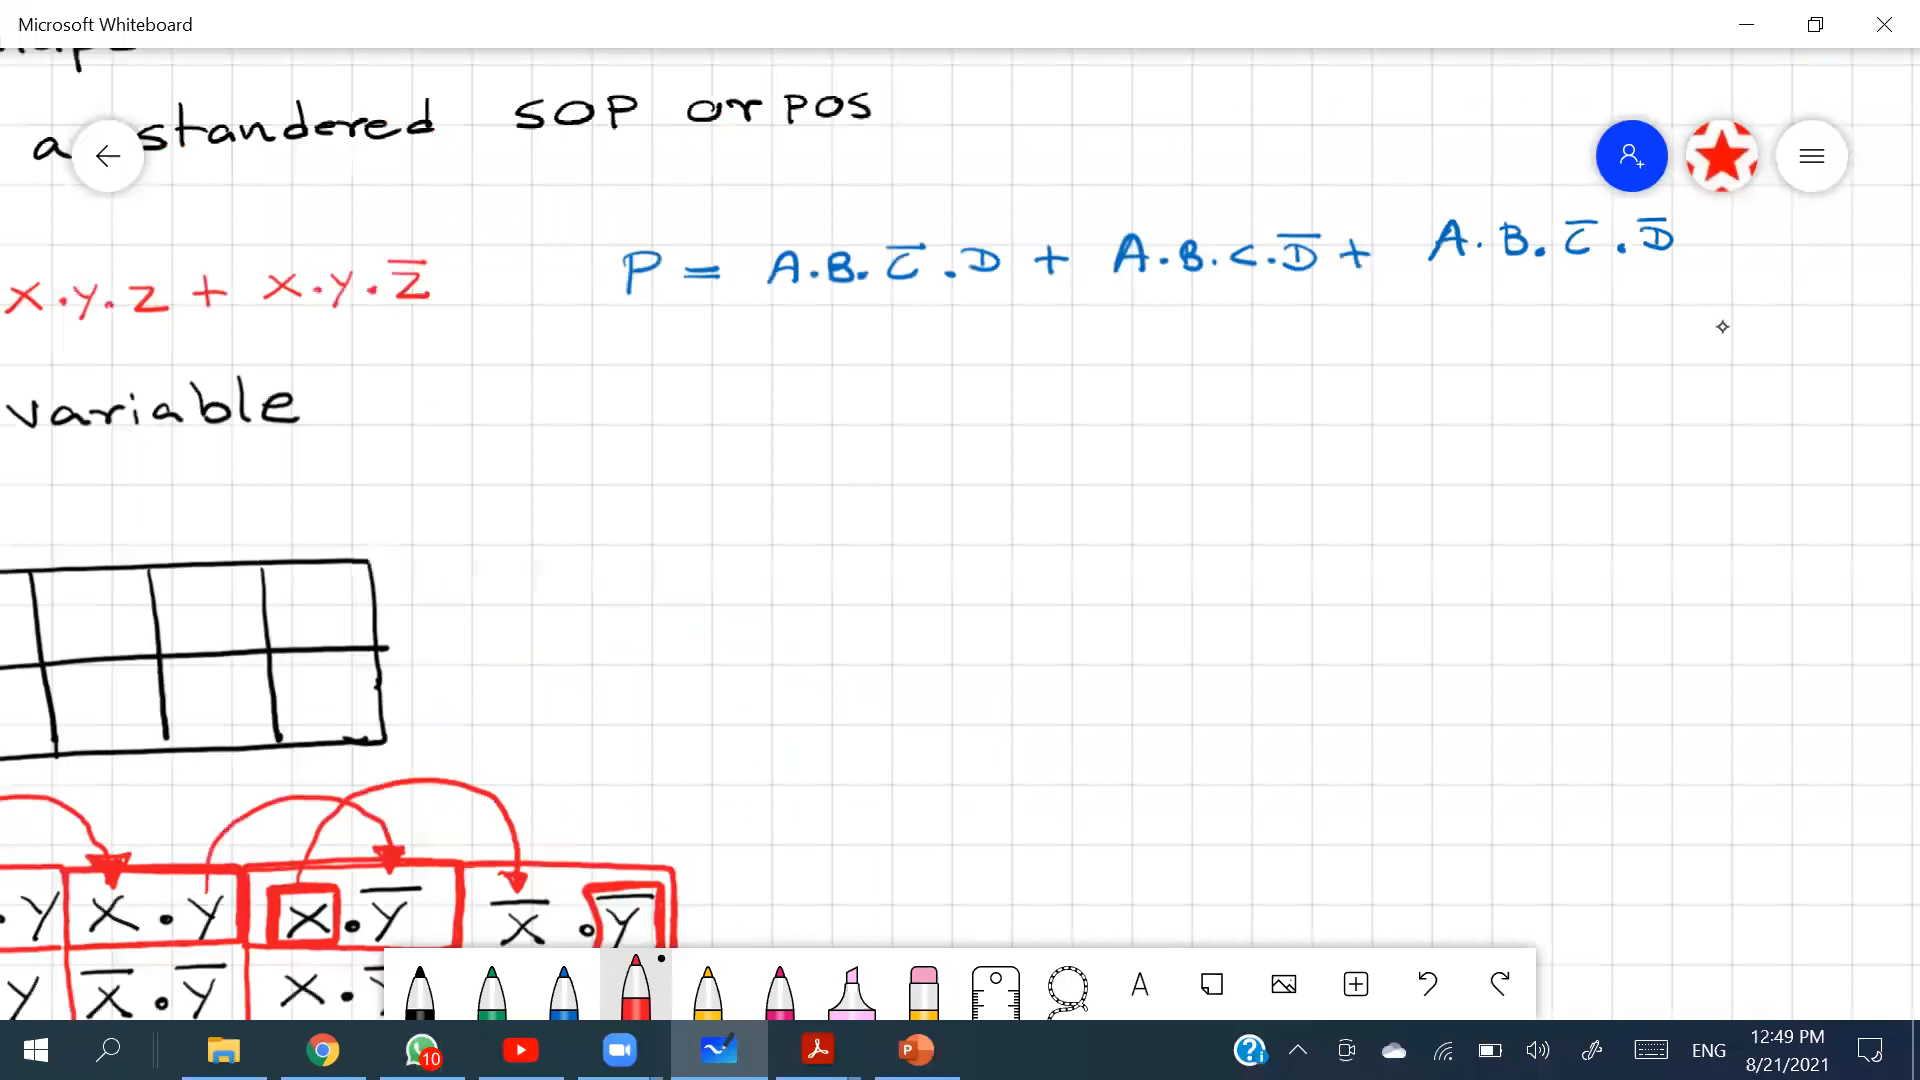 Microsoft Whiteboard
a standered SOP or POS
X.Y.Z + X.Y.Z̅
P = A.B.C̅.D + A.B.C.D̅ + A.B.C̅.D̅
variable
.Y X.Y X.Y̅ X̅.Y̅
Y X̅.Y̅ X.
A
10
ENG
12:49 PM
8/21/2021